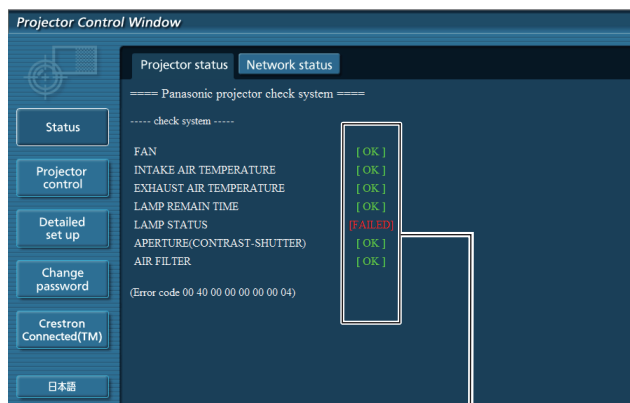 Projector Control Window
Projector status Network status
==== Panasonic projector check system ====
----- check system -----
FAN [ OK ]
INTAKE AIR TEMPERATURE [ OK ]
EXHAUST AIR TEMPERATURE [ OK ]
LAMP REMAIN TIME [ OK ]
LAMP STATUS [FAILED]
APERTURE(CONTRAST-SHUTTER) [ OK ]
AIR FILTER [ OK ]
(Error code 00 40 00 00 00 00 00 04)
Status
Projector
control
Detailed
set up
Change
password
Crestron
Connected(TM)
日本語